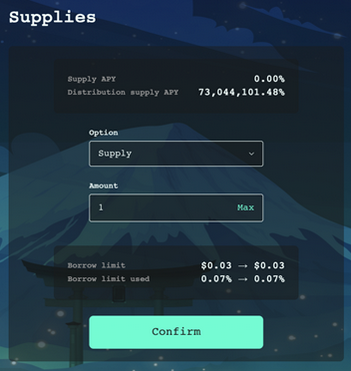 Supplies
Supply APY 0.00%
Distribution supply APY 73,044,101.48%
Option
Supply
Amount
1 Max
Borrow limit $0.03 → $0.03
Borrow limit used 0.07% → 0.07%
Confirm